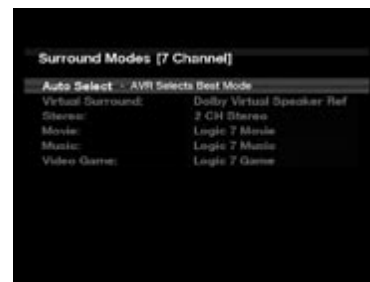 Surround Modes [7 Channel]
Auto Select - AVR Selects Best Mode
Virtual Surround: Dolby Virtual Speaker Ref
Stereo: 2 CH Stereo
Movie: Logic 7 Movie
Music: Logic 7 Music
Video Game: Logic 7 Game